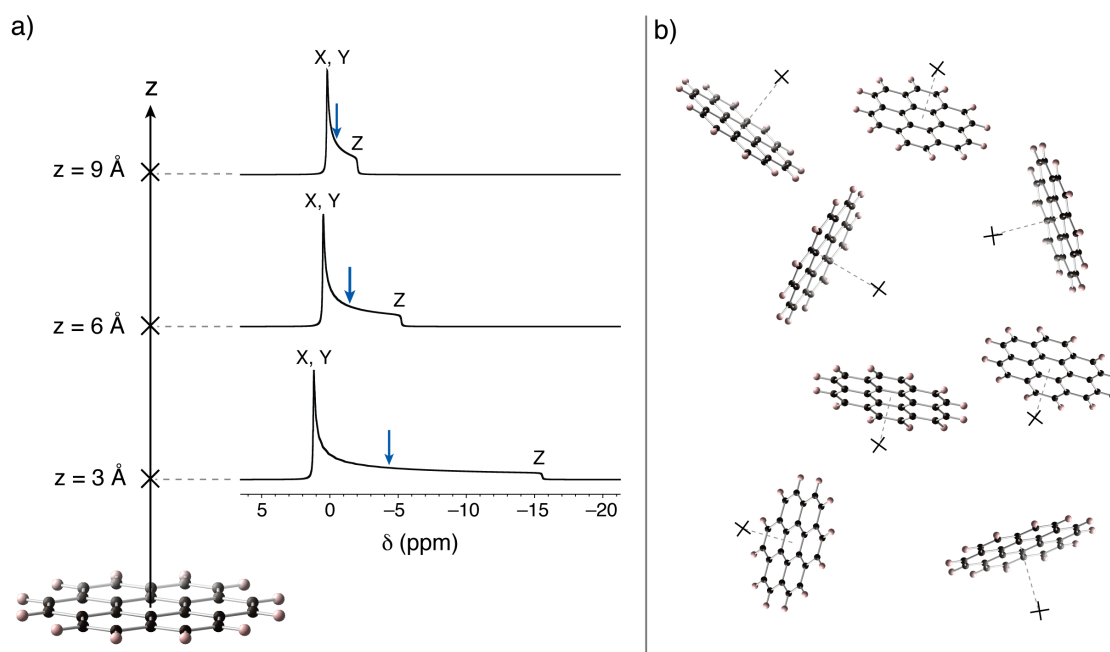 a)
b)
z
X, Y
Z
z = 9 Å
X, Y
Z
z = 6 Å
X, Y
Z
z = 3 Å
5 0 −5 −10 −15 −20
δ (ppm)